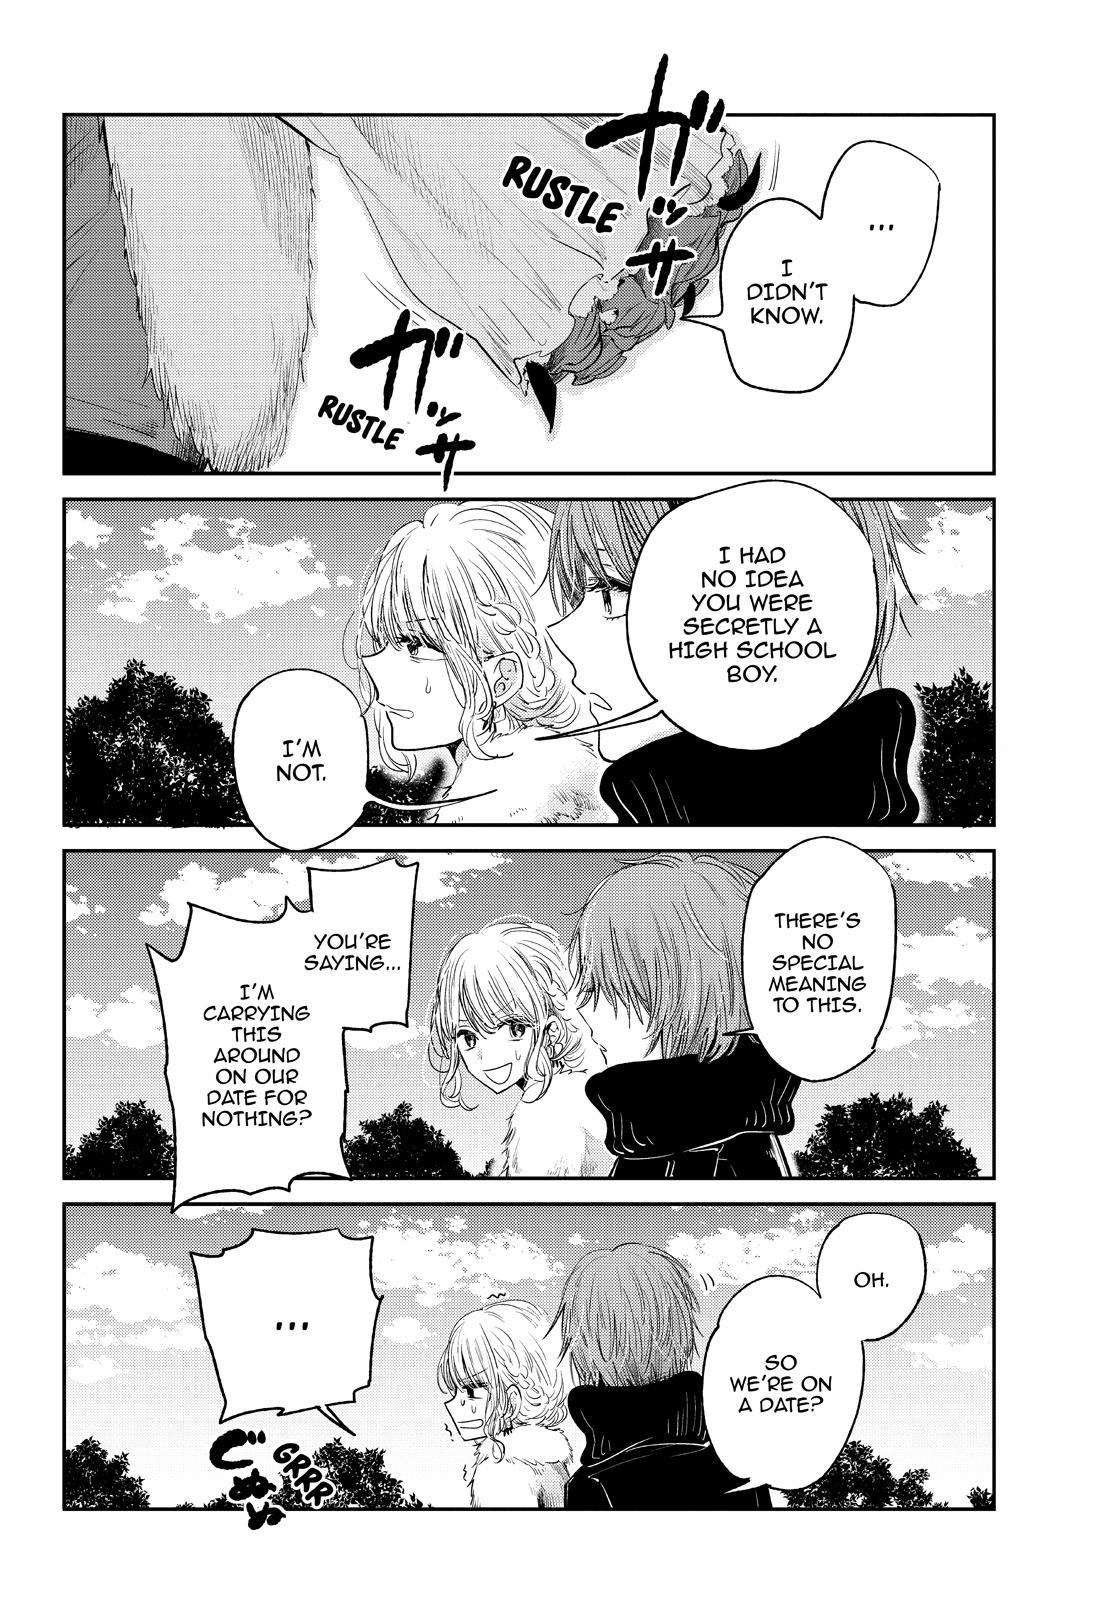 ...
I
DIDN'T
KNOW.
ガ
ッ
サ
RUSTLE
ガ
ッ
サ
RUSTLE
I HAD
NO IDEA
YOU WERE
SECRETLY A
HIGH SCHOOL
BOY.
I'M
NOT.
THERE'S
NO
SPECIAL
MEANING
TO THIS.
YOU'RE
SAYING...
I'M
CARRYING
THIS
AROUND
ON OUR
DATE FOR
NOTHING?
OH.
SO
WE'RE ON
A DATE?
...
ぐぬぬ
GRRR